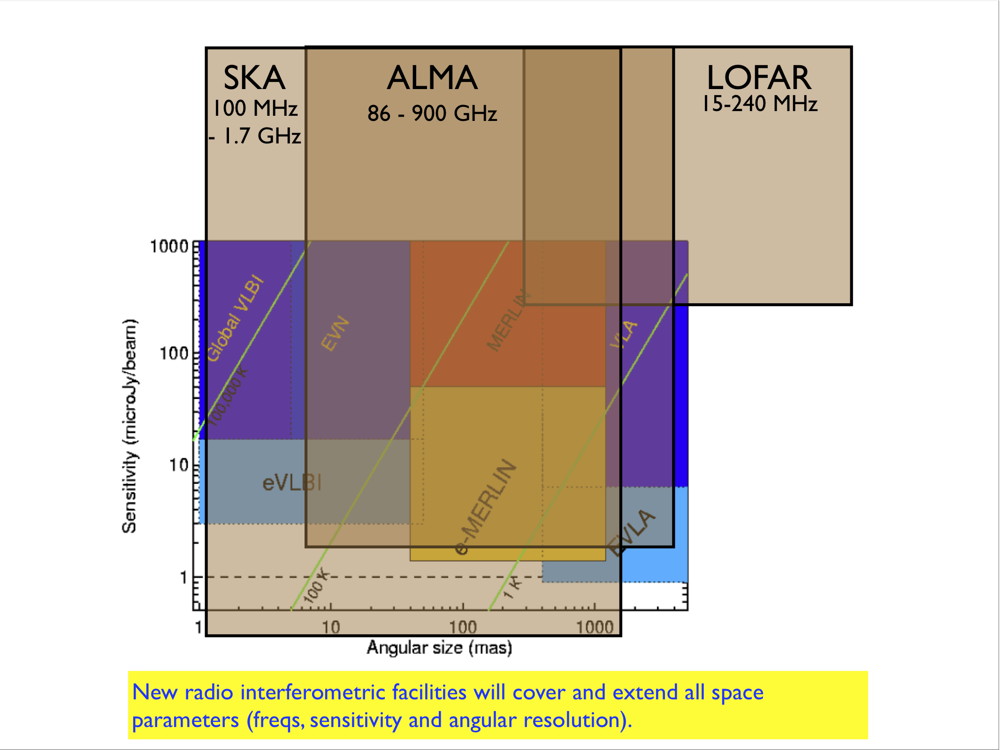 SKA
100 MHz
- 1.7 GHz
ALMA
86 - 900 GHz
LOFAR
15-240 MHz
1000
100
10
1
Sensitivity (microJy/beam)
Global VLBI
100,000 K
EVN
MERLIN
VLA
eVLBI
e-MERLIN
EVLA
100 K
1 K
1
10
100
1000
Angular size (mas)
New radio interferometric facilities will cover and extend all space
parameters (freqs, sensitivity and angular resolution).